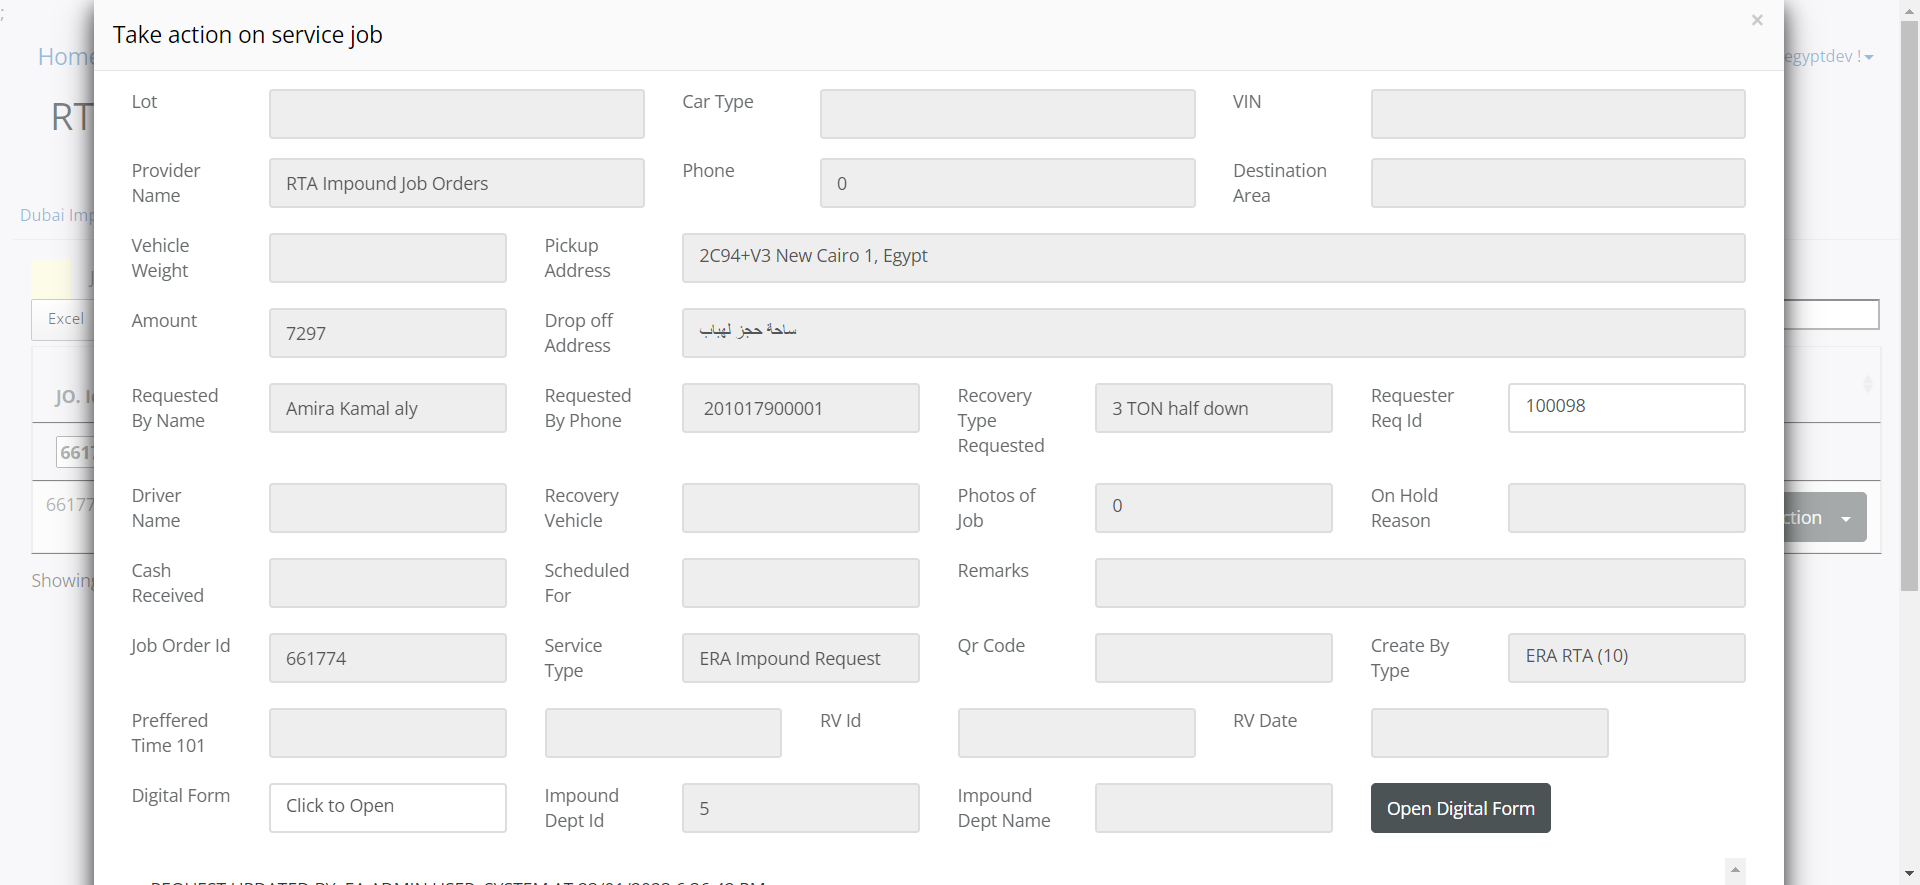 ;
Take action on service job
×
Home
egyptdev !
RT
Lot
Car Type
VIN
Provider Name
RTA Impound Job Orders
Phone
0
Destination Area
Dubai Imp
Vehicle Weight
Pickup Address
2C94+V3 New Cairo 1, Egypt
Excel
Amount
7297
Drop off Address
ساحة حجز لهباب
JO. I
Requested By Name
Amira Kamal aly
Requested By Phone
201017900001
Recovery Type Requested
3 TON half down
Requester Req Id
100098
6617
66177
Driver Name
Recovery Vehicle
Photos of Job
0
On Hold Reason
ction
Showing
Cash Received
Scheduled For
Remarks
Job Order Id
661774
Service Type
ERA Impound Request
Qr Code
Create By Type
ERA RTA (10)
Preffered Time 101
RV Id
RV Date
Digital Form
Click to Open
Impound Dept Id
5
Impound Dept Name
Open Digital Form